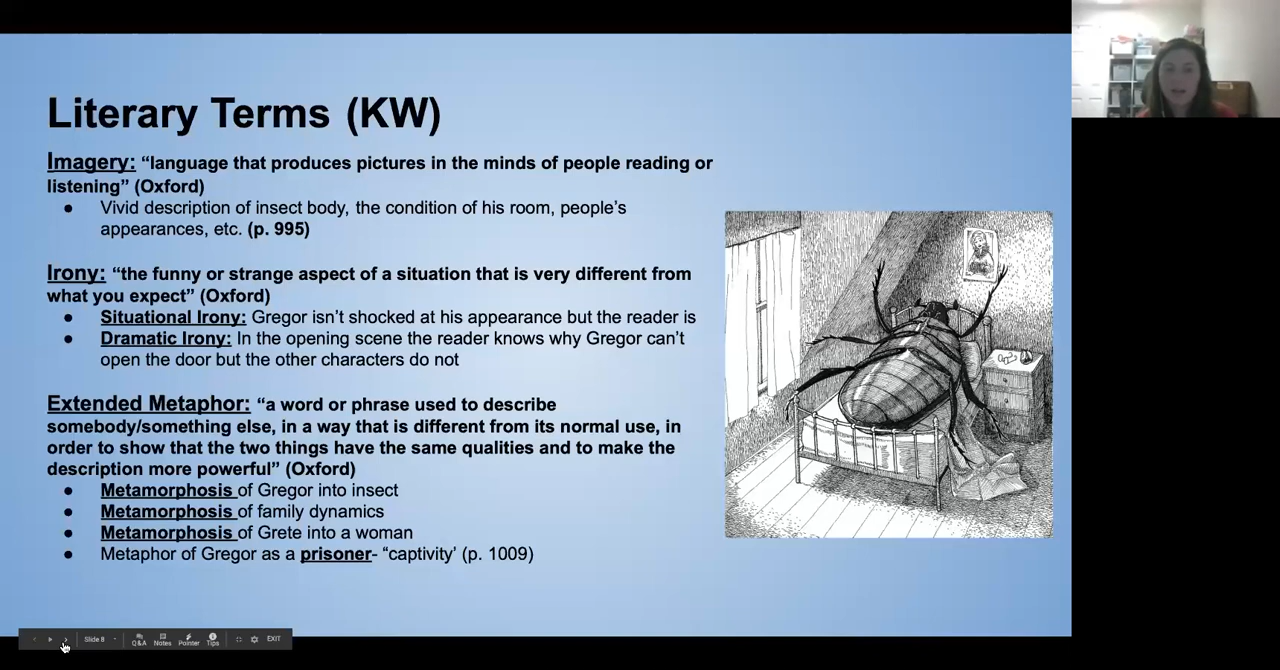 Literary Terms (KW)
Imagery: “language that produces pictures in the minds of people reading or
listening” (Oxford)
● Vivid description of insect body, the condition of his room, people’s
appearances, etc. (p. 995)
Irony: “the funny or strange aspect of a situation that is very different from
what you expect” (Oxford)
● Situational Irony: Gregor isn’t shocked at his appearance but the reader is
● Dramatic Irony: In the opening scene the reader knows why Gregor can’t
open the door but the other characters do not
Extended Metaphor: “a word or phrase used to describe
somebody/something else, in a way that is different from its normal use, in
order to show that the two things have the same qualities and to make the
description more powerful” (Oxford)
● Metamorphosis of Gregor into insect
● Metamorphosis of family dynamics
● Metamorphosis of Grete into a woman
● Metaphor of Gregor as a prisoner- “captivity’ (p. 1009)
Slide 8 Q&A Notes Pointer Tips EXIT